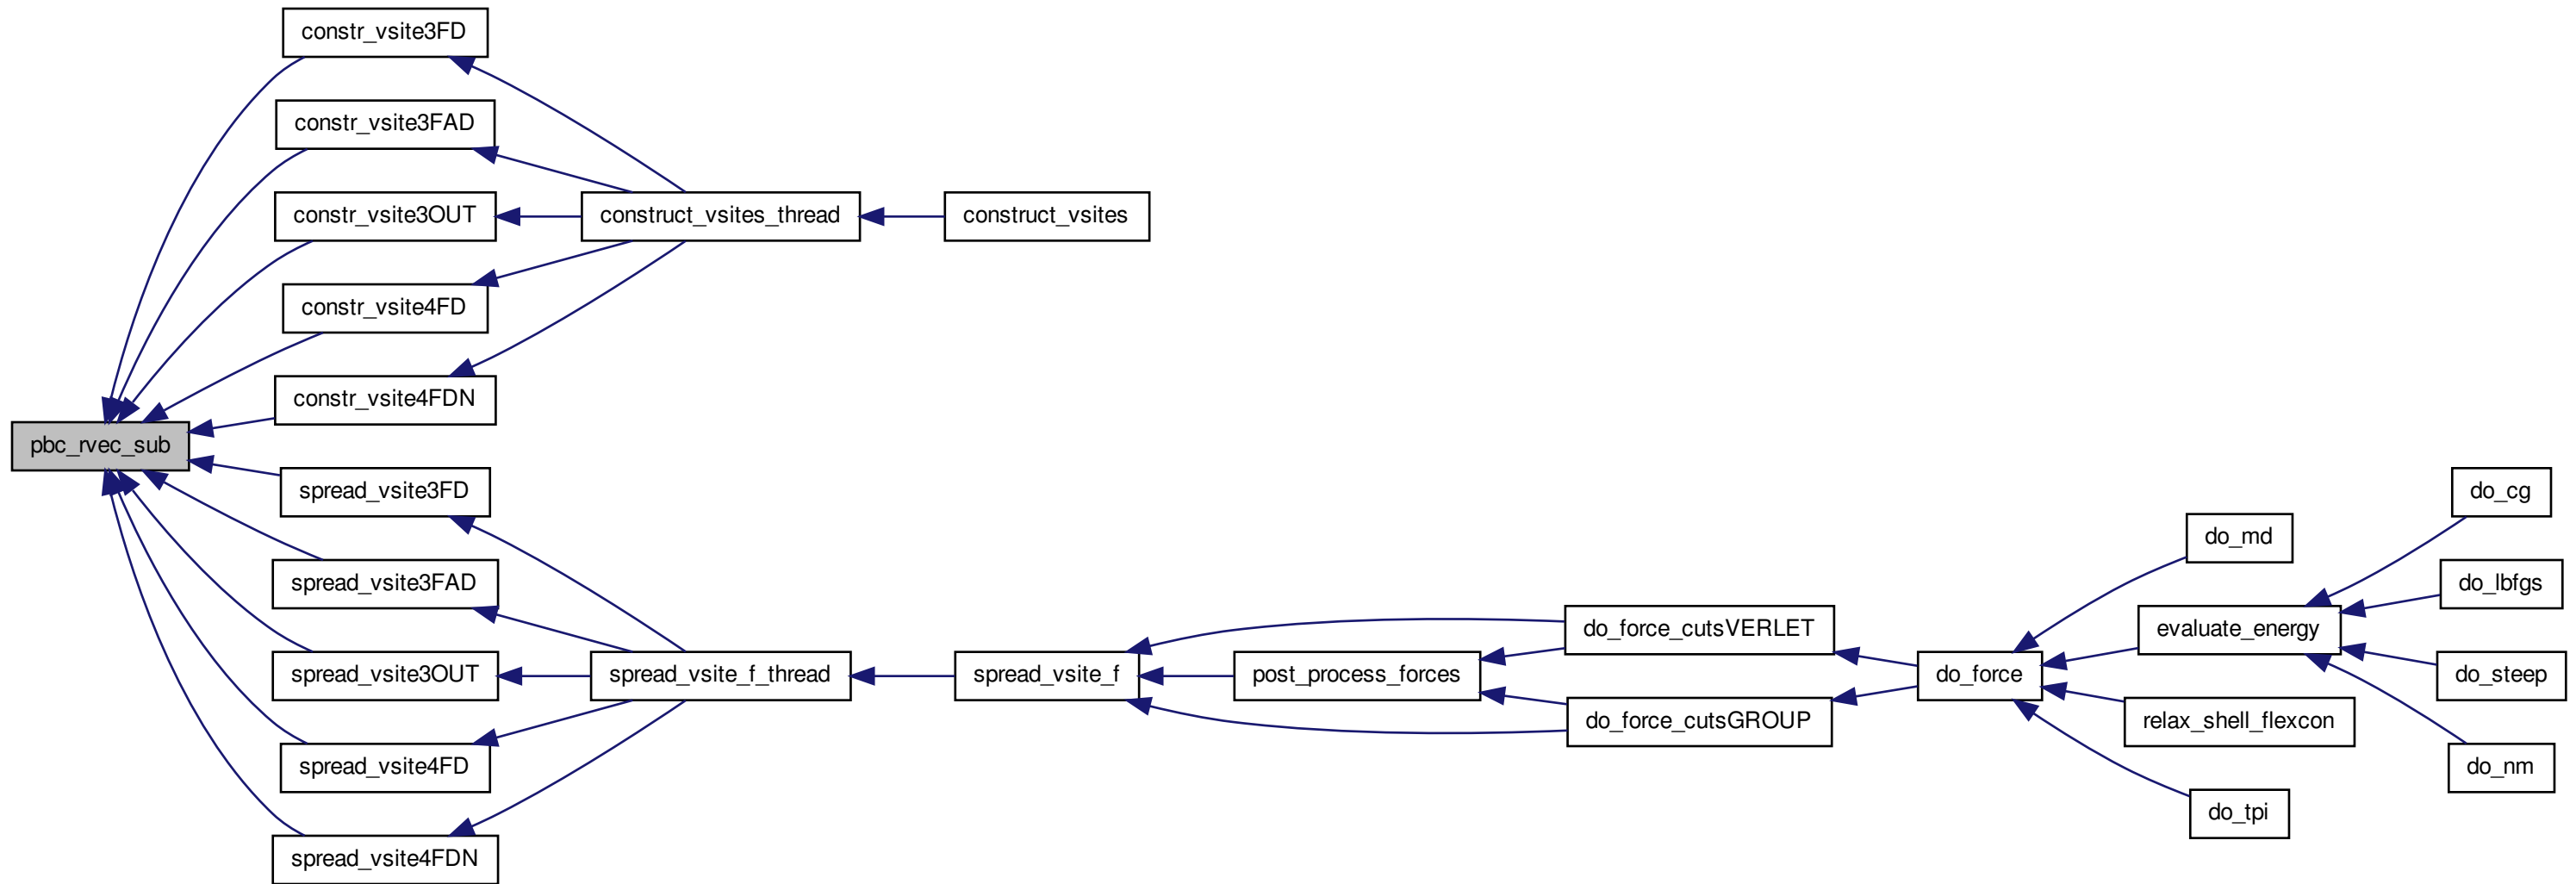 constr_vsite3FD
constr_vsite3FAD
constr_vsite3OUT
construct_vsites_thread
construct_vsites
constr_vsite4FD
constr_vsite4FDN
pbc_rvec_sub
spread_vsite3FD
spread_vsite3FAD
spread_vsite3OUT
spread_vsite4FD
spread_vsite4FDN
spread_vsite_f_thread
spread_vsite_f
post_process_forces
do_force_cutsVERLET
do_force_cutsGROUP
do_force
do_md
evaluate_energy
relax_shell_flexcon
do_tpi
do_cg
do_lbfgs
do_steep
do_nm